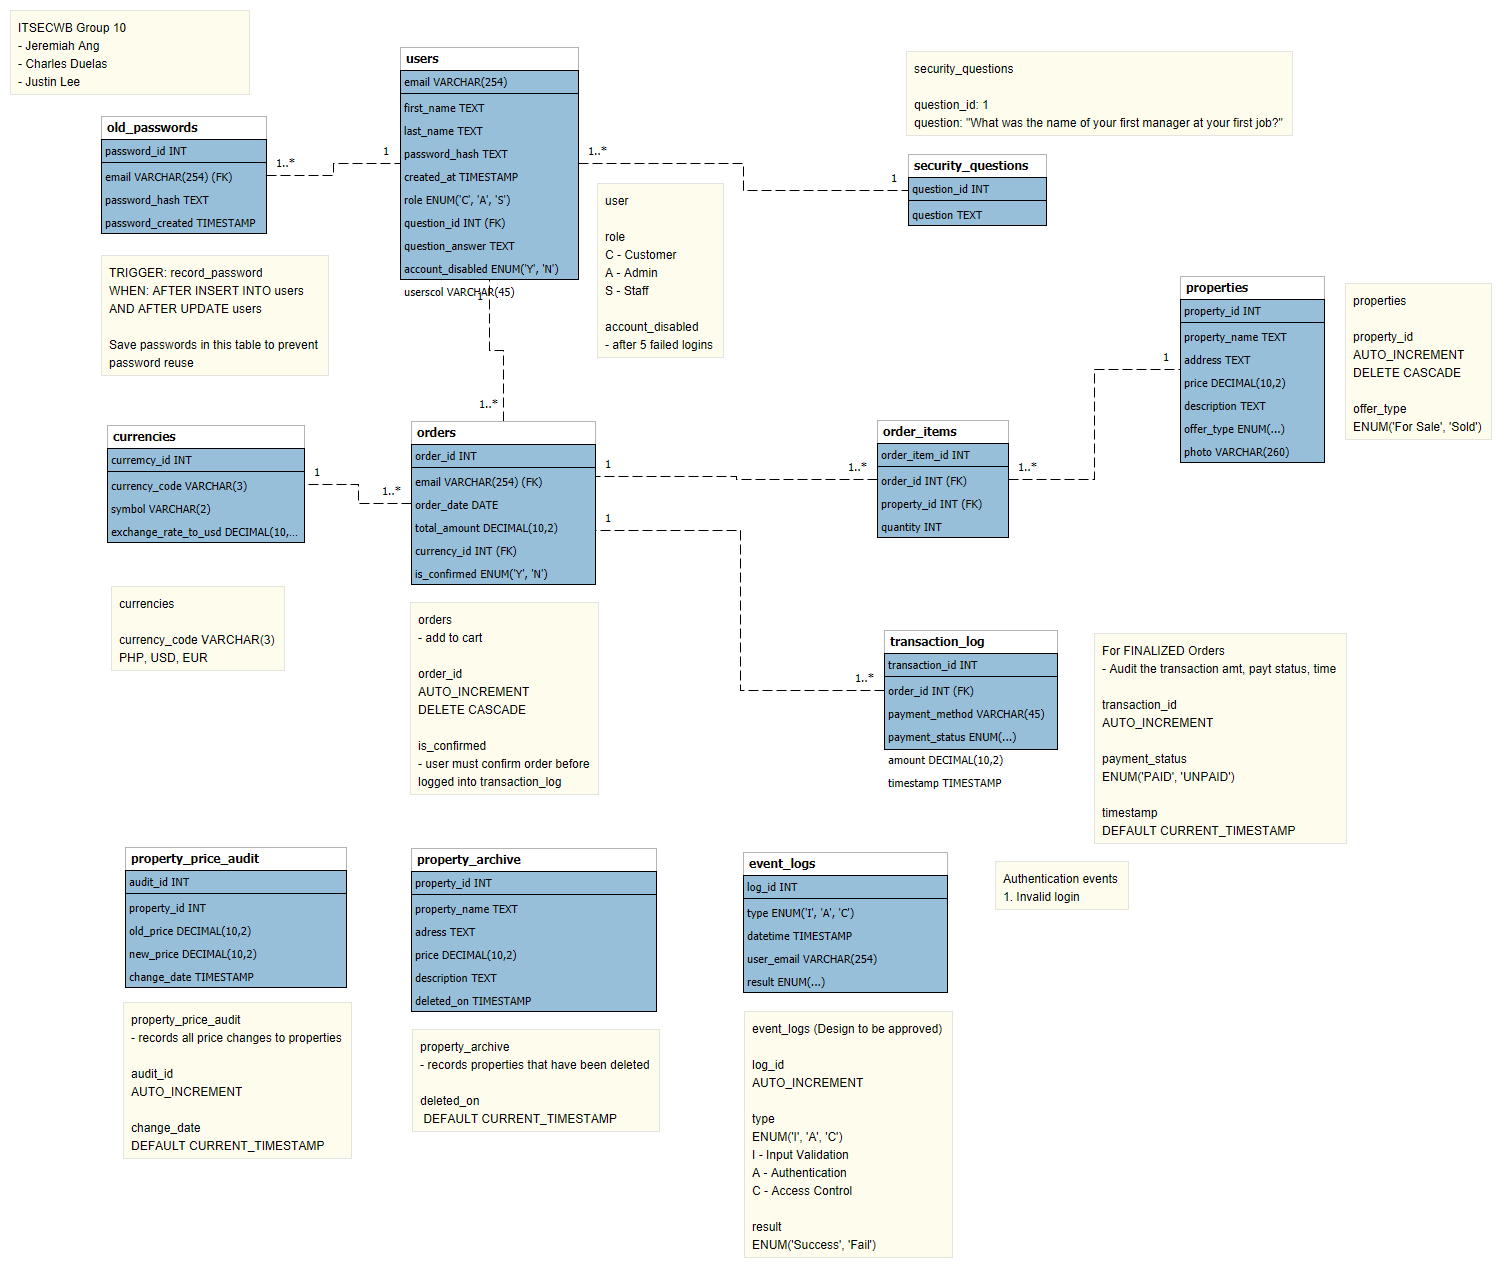 ITSECWB Group 10
- Jeremiah Ang
- Charles Duelas
- Justin Lee
users
email VARCHAR(254)
first_name TEXT
last_name TEXT
password_hash TEXT
created_at TIMESTAMP
role ENUM('C', 'A', 'S')
question_id INT (FK)
question_answer TEXT
account_disabled ENUM('Y', 'N')
userscol VARCHAR(45)
security_questions

question_id: 1
question: "What was the name of your first manager at your first job?"
old_passwords
password_id INT
email VARCHAR(254) (FK)
password_hash TEXT
password_created TIMESTAMP
1..*
1
1..*
1
security_questions
question_id INT
question TEXT
user

role
C - Customer
A - Admin
S - Staff

account_disabled
- after 5 failed logins
TRIGGER: record_password
WHEN: AFTER INSERT INTO users
AND AFTER UPDATE users

Save passwords in this table to prevent
password reuse
1
1..*
properties
property_id INT
property_name TEXT
address TEXT
price DECIMAL(10,2)
description TEXT
offer_type ENUM(...)
photo VARCHAR(260)
properties

property_id
AUTO_INCREMENT
DELETE CASCADE

offer_type
ENUM('For Sale', 'Sold')
1
currencies
curremcy_id INT
currency_code VARCHAR(3)
symbol VARCHAR(2)
exchange_rate_to_usd DECIMAL(10,...
1
1..*
orders
order_id INT
email VARCHAR(254) (FK)
order_date DATE
total_amount DECIMAL(10,2)
currency_id INT (FK)
is_confirmed ENUM('Y', 'N')
1
1..*
1
order_items
order_item_id INT
order_id INT (FK)
property_id INT (FK)
quantity INT
1..*
currencies

currency_code VARCHAR(3)
PHP, USD, EUR
orders
- add to cart

order_id
AUTO_INCREMENT
DELETE CASCADE

is_confirmed
- user must confirm order before
logged into transaction_log
1..*
transaction_log
transaction_id INT
order_id INT (FK)
payment_method VARCHAR(45)
payment_status ENUM(...)
amount DECIMAL(10,2)
timestamp TIMESTAMP
For FINALIZED Orders
- Audit the transaction amt, payt status, time

transaction_id
AUTO_INCREMENT

payment_status
ENUM('PAID', 'UNPAID')

timestamp
DEFAULT CURRENT_TIMESTAMP
property_price_audit
audit_id INT
property_id INT
old_price DECIMAL(10,2)
new_price DECIMAL(10,2)
change_date TIMESTAMP
property_archive
property_id INT
property_name TEXT
adress TEXT
price DECIMAL(10,2)
description TEXT
deleted_on TIMESTAMP
event_logs
log_id INT
type ENUM('I', 'A', 'C')
datetime TIMESTAMP
user_email VARCHAR(254)
result ENUM(...)
Authentication events
1. Invalid login
property_price_audit
- records all price changes to properties

audit_id
AUTO_INCREMENT

change_date
DEFAULT CURRENT_TIMESTAMP
property_archive
- records properties that have been deleted

deleted_on
DEFAULT CURRENT_TIMESTAMP
event_logs (Design to be approved)

log_id
AUTO_INCREMENT

type
ENUM('I', 'A', 'C')
I - Input Validation
A - Authentication
C - Access Control

result
ENUM('Success', 'Fail')